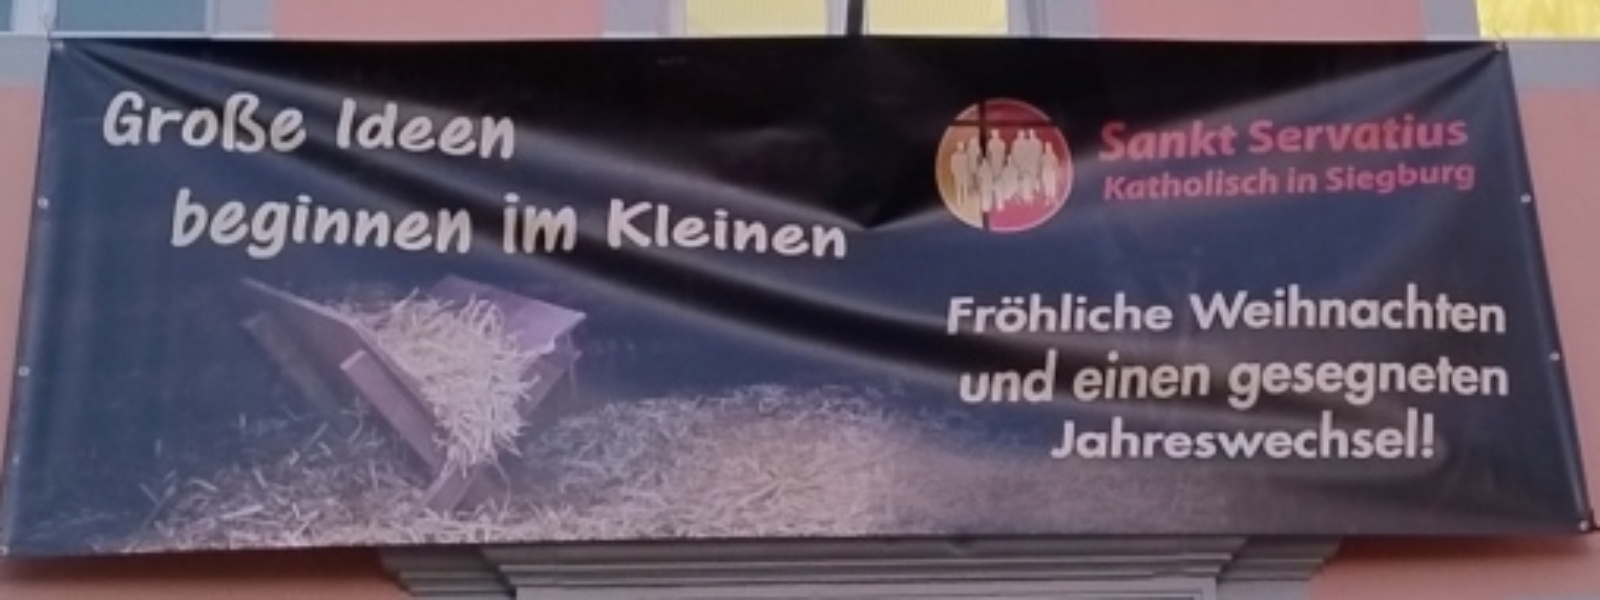 Große Ideen
beginnen im Kleinen
Sankt Servatius
Katholisch in Siegburg
Fröhliche Weihnachten
und einen gesegneten
Jahreswechsel!